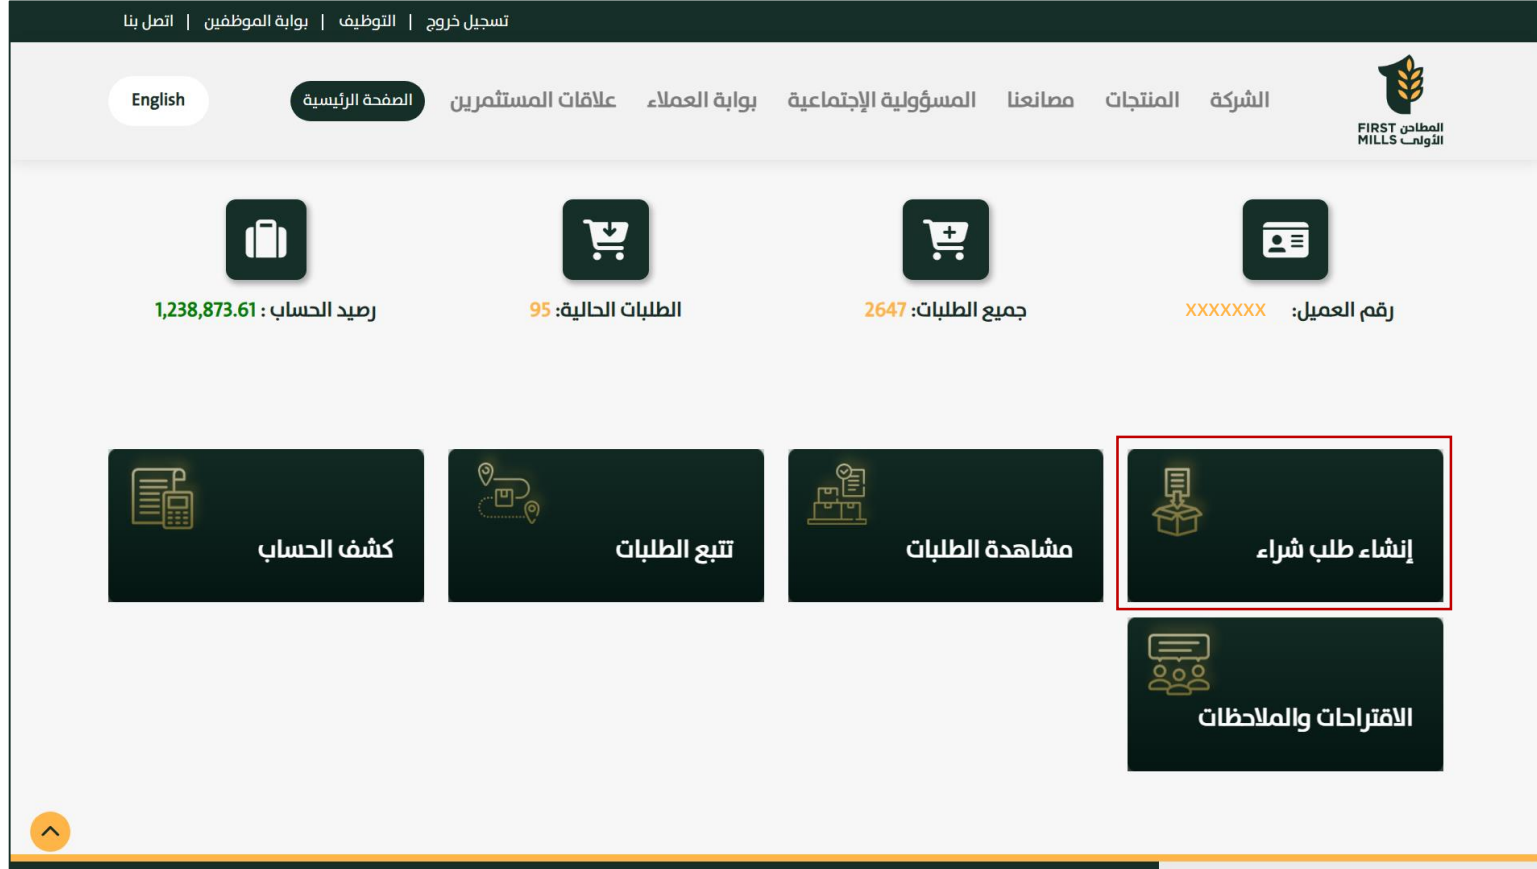 تسجيل خروج | التوظيف | بوابة الموظفين | اتصل بنا
المطاحن FIRST
الأولى MILLS
الشركة المنتجات مصانعنا المسؤولية الإجتماعية بوابة العملاء علاقات المستثمرين الصفحة الرئيسية English
رقم العميل: XXXXXXX
جميع الطلبات: 2647
الطلبات الحالية: 95
رصيد الحساب : 1,238,873.61
إنشاء طلب شراء
مشاهدة الطلبات
تتبع الطلبات
كشف الحساب
الاقتراحات والملاحظات